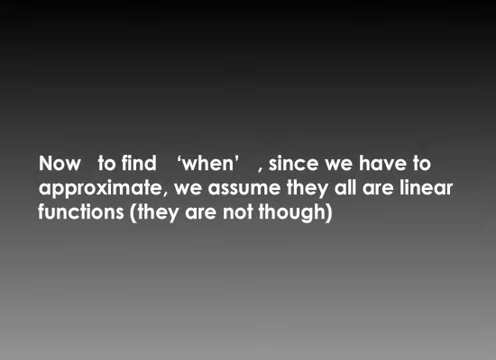 Now to find ‘when’ , since we have to
approximate, we assume they all are linear
functions (they are not though)